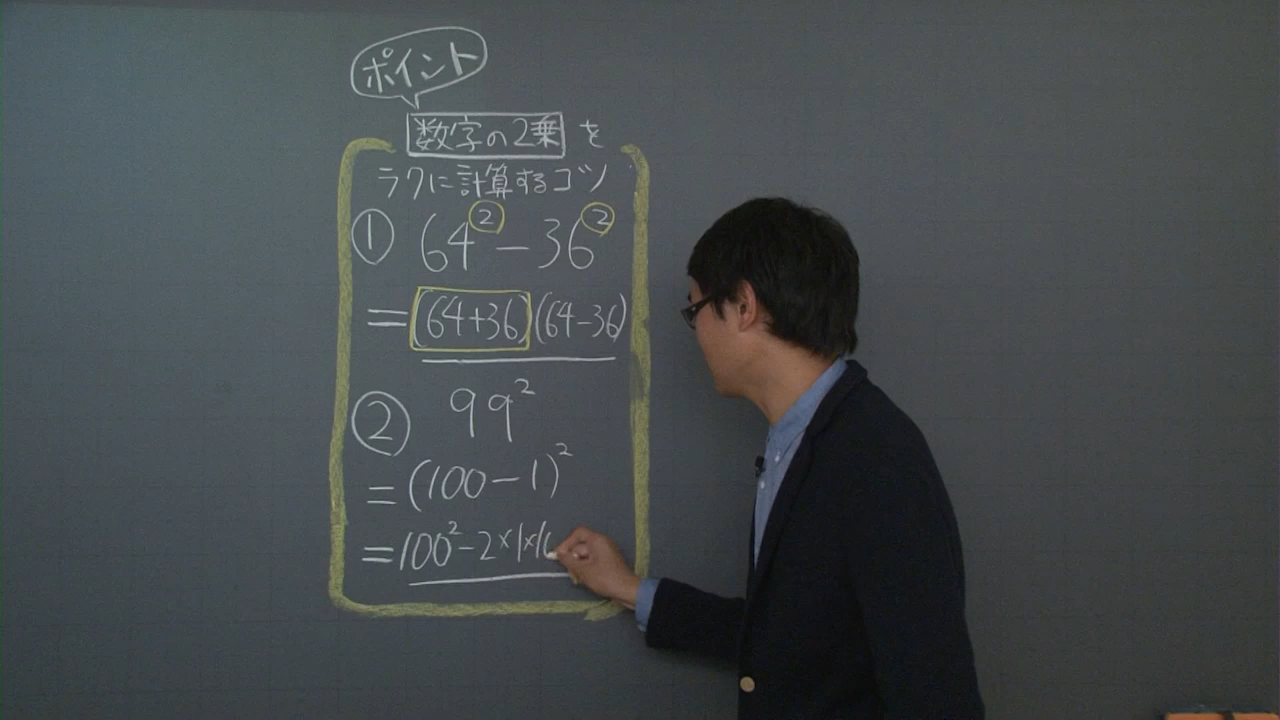 ポイント
数字の2乗を
ラクに計算するコツ
① 64² − 36²
= (64+36)(64−36)
② 99²
= (100−1)²
= 100² − 2×1×1